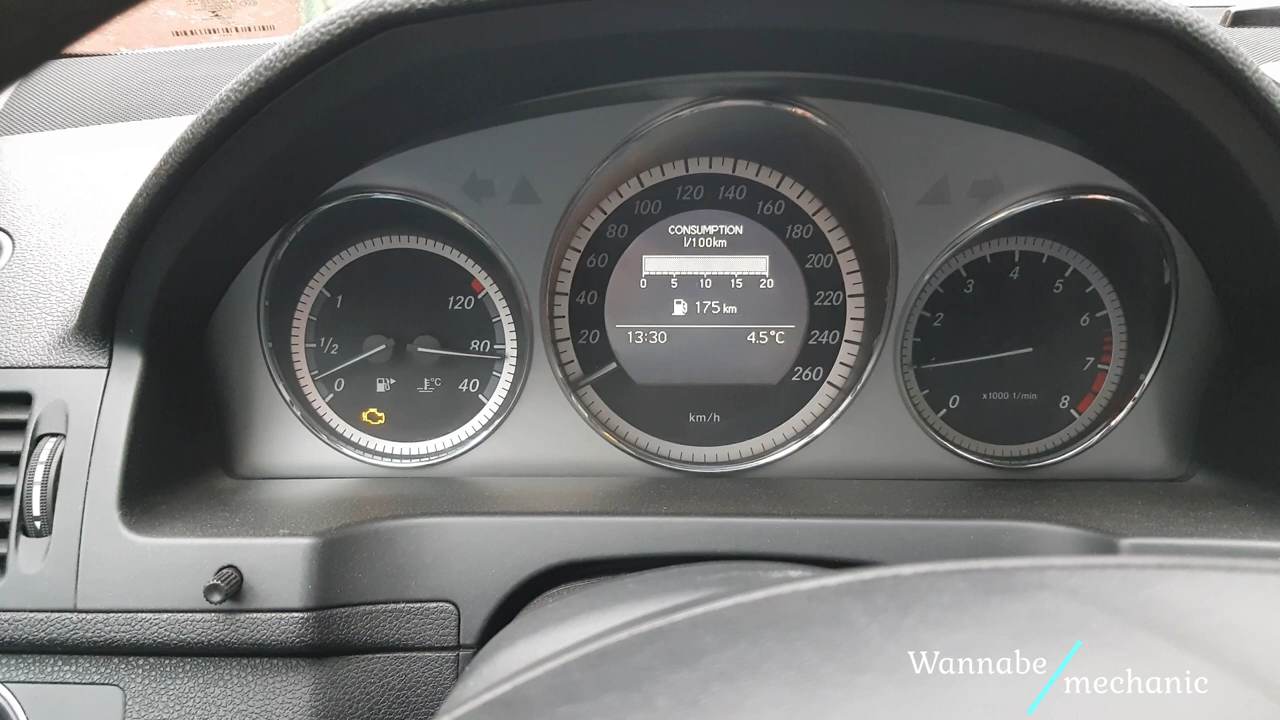 1
1/2
0
120
80
40
°C
20
40
60
80
100
120
140
160
180
200
220
240
260
CONSUMPTION
l/100km
0 5 10 15 20
175 km
13:30 4.5°C
km/h
0
2
3
4
5
6
7
8
x1000 1/min
Wannabe
mechanic